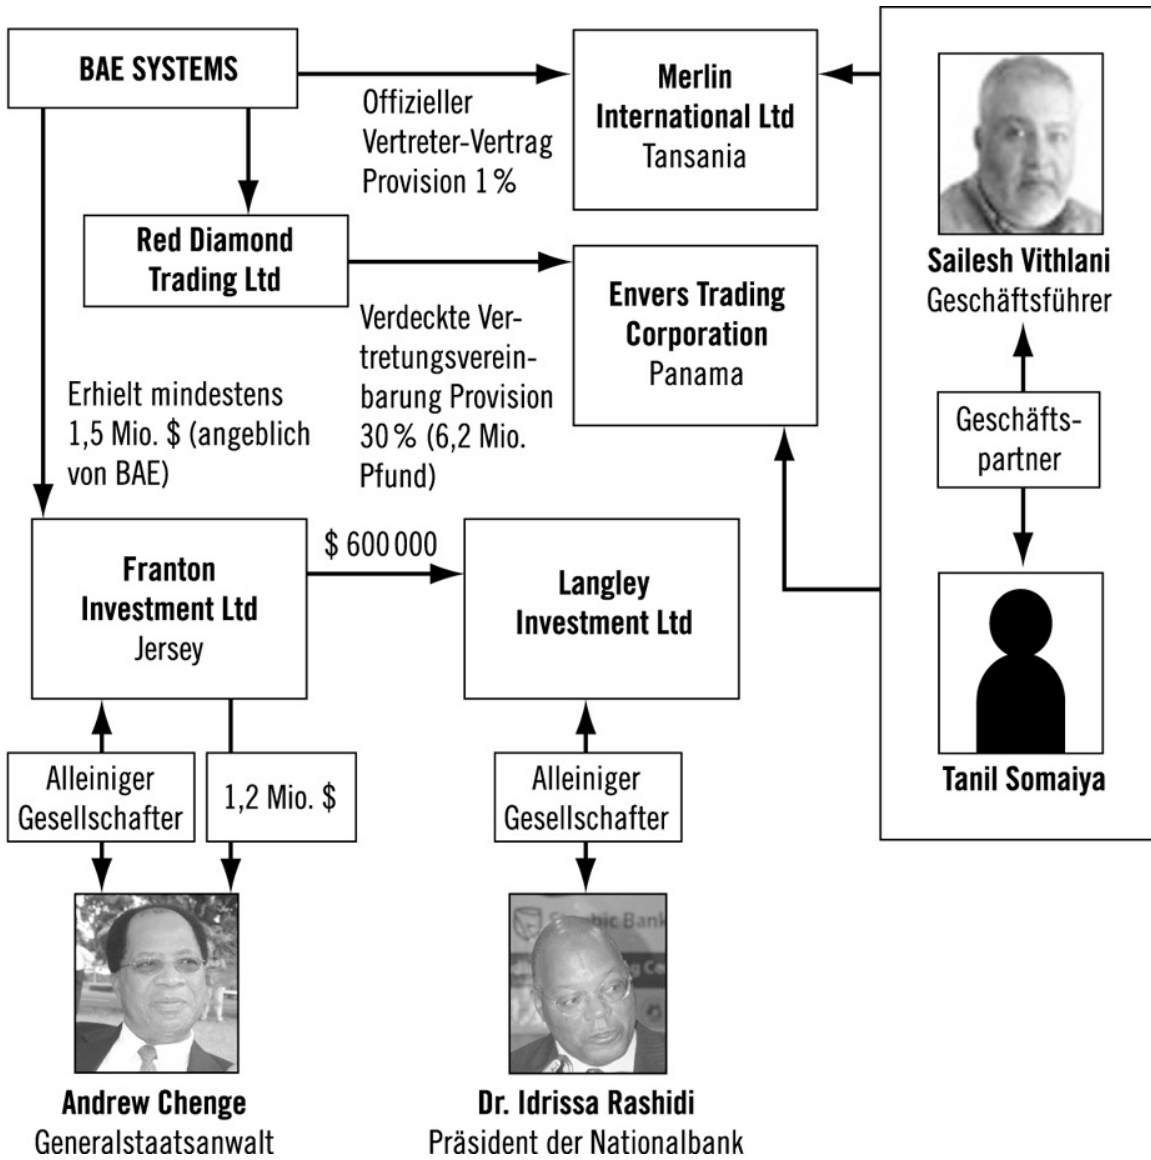 BAE SYSTEMS
Offizieller
Vertreter-Vertrag
Provision 1 %
Merlin
International Ltd
Tansania
Red Diamond
Trading Ltd
Verdeckte Ver-
tretungsverein-
barung Provision
30 % (6,2 Mio.
Pfund)
Envers Trading
Corporation
Panama
Sailesh Vithlani
Geschäftsführer
Geschäfts-
partner
Tanil Somaiya
Erhielt mindestens
1,5 Mio. $ (angeblich
von BAE)
Franton
Investment Ltd
Jersey
$ 600 000
Langley
Investment Ltd
Alleiniger
Gesellschafter
1,2 Mio. $
Alleiniger
Gesellschafter
Andrew Chenge
Generalstaatsanwalt
Dr. Idrissa Rashidi
Präsident der Nationalbank